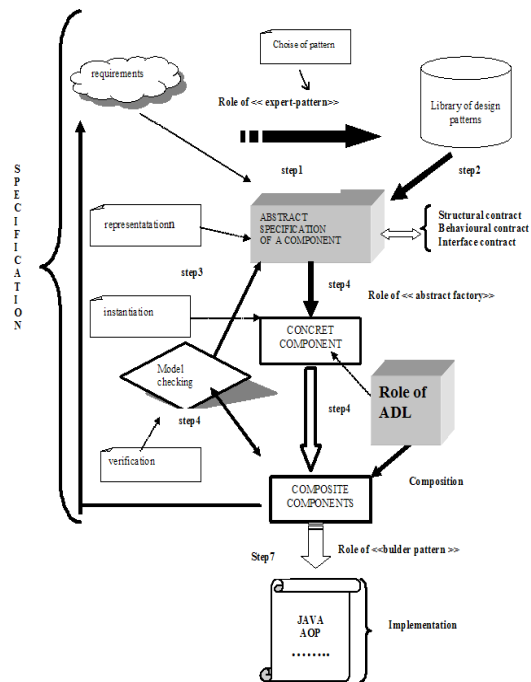 Choise of pattern
requirements
Role of << expert-pattern>>
Library of design
patterns
step1
step2
SPECIFICATION
ABSTRACT
SPECIFICATION
OF A COMPONENT
Structural contract
Behavioural contract
Interface contract
representatationn
step3
step4
Role of << abstract factory>>
instantiation
CONCRET
COMPONENT
Model
checking
step4
Role of
ADL
step4
verification
COMPOSITE
COMPONENTS
Composition
Step7
Role of <<bulder pattern >>
JAVA
AOP
........
Implementation